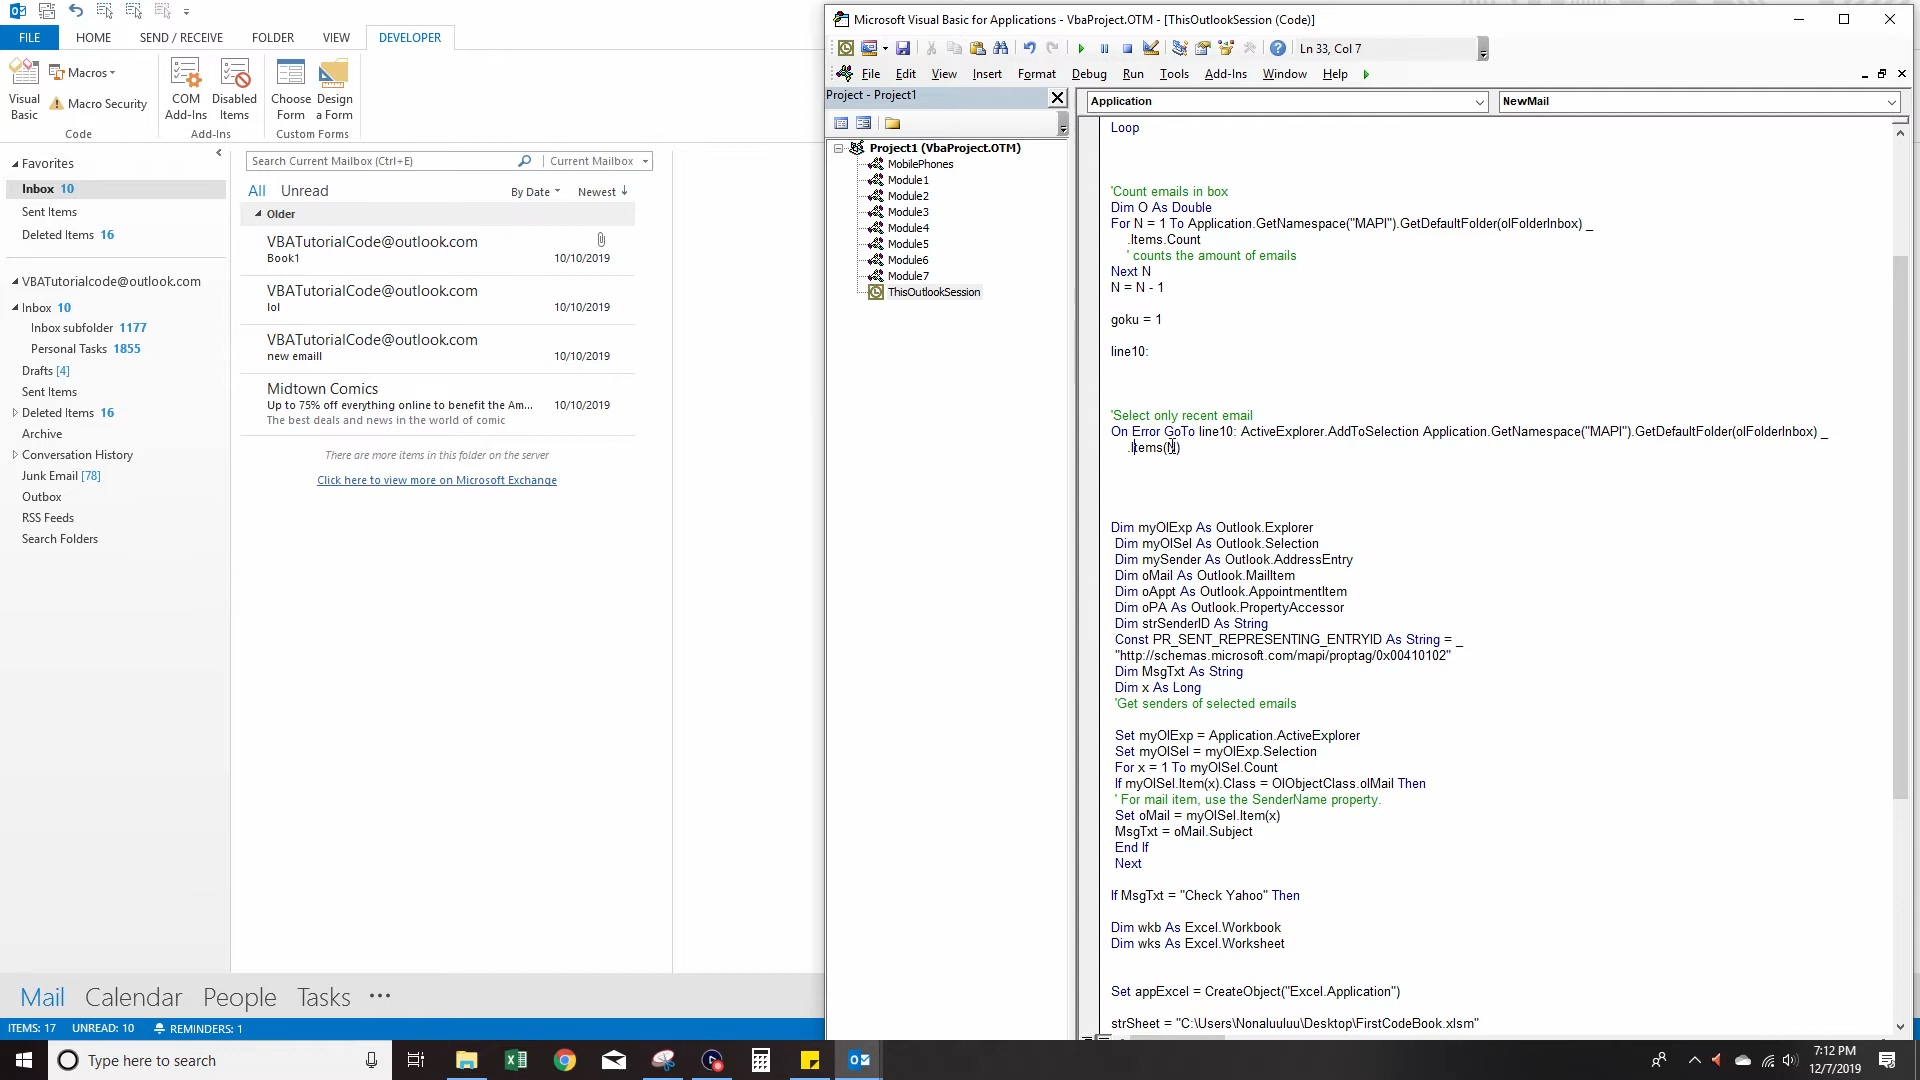 FILE HOME SEND / RECEIVE FOLDER VIEW DEVELOPER
Visual Basic
Macros
Macro Security
COM Add-Ins
Disabled Items
Choose Form
Design a Form
Code
Add-Ins
Custom Forms
Favorites
Inbox 10
Sent Items
Deleted Items 16
VBATutorialcode@outlook.com
Inbox 10
Inbox subfolder 1177
Personal Tasks 1855
Drafts [4]
Sent Items
Deleted Items 16
Archive
Conversation History
Junk Email [78]
Outbox
RSS Feeds
Search Folders
Search Current Mailbox (Ctrl+E)
Current Mailbox
All Unread
By Date
Newest
Older
VBATutorialCode@outlook.com
Book1 10/10/2019
VBATutorialCode@outlook.com
lol 10/10/2019
VBATutorialCode@outlook.com
new emaill 10/10/2019
Midtown Comics
Up to 75% off everything online to benefit the Am... 10/10/2019
The best deals and news in the world of comic
There are more items in this folder on the server
Click here to view more on Microsoft Exchange
Mail Calendar People Tasks •••
ITEMS: 17 UNREAD: 10 REMINDERS: 1
Microsoft Visual Basic for Applications - VbaProject.OTM - [ThisOutlookSession (Code)]
Ln 33, Col 7
File Edit View Insert Format Debug Run Tools Add-Ins Window Help
Project - Project1
Project1 (VbaProject.OTM)
MobilePhones
Module1
Module2
Module3
Module4
Module5
Module6
Module7
ThisOutlookSession
Application
NewMail
Loop
'Count emails in box
Dim O As Double
For N = 1 To Application.GetNamespace("MAPI").GetDefaultFolder(olFolderInbox) _
.Items.Count
' counts the amount of emails
Next N
N = N - 1
goku = 1
line10:
'Select only recent email
On Error GoTo line10: ActiveExplorer.AddToSelection Application.GetNamespace("MAPI").GetDefaultFolder(olFolderInbox) _
.Items(N)
Dim myOlExp As Outlook.Explorer
Dim myOlSel As Outlook.Selection
Dim mySender As Outlook.AddressEntry
Dim oMail As Outlook.MailItem
Dim oAppt As Outlook.AppointmentItem
Dim oPA As Outlook.PropertyAccessor
Dim strSenderID As String
Const PR_SENT_REPRESENTING_ENTRYID As String = _
"http://schemas.microsoft.com/mapi/proptag/0x00410102"
Dim MsgTxt As String
Dim x As Long
'Get senders of selected emails
Set myOlExp = Application.ActiveExplorer
Set myOlSel = myOlExp.Selection
For x = 1 To myOlSel.Count
If myOlSel.Item(x).Class = OlObjectClass.olMail Then
' For mail item, use the SenderName property.
Set oMail = myOlSel.Item(x)
MsgTxt = oMail.Subject
End If
Next
If MsgTxt = "Check Yahoo" Then
Dim wkb As Excel.Workbook
Dim wks As Excel.Worksheet
Set appExcel = CreateObject("Excel.Application")
strSheet = "C:\Users\Nonaluuluu\Desktop\FirstCodeBook.xlsm"
Type here to search
7:12 PM
12/7/2019